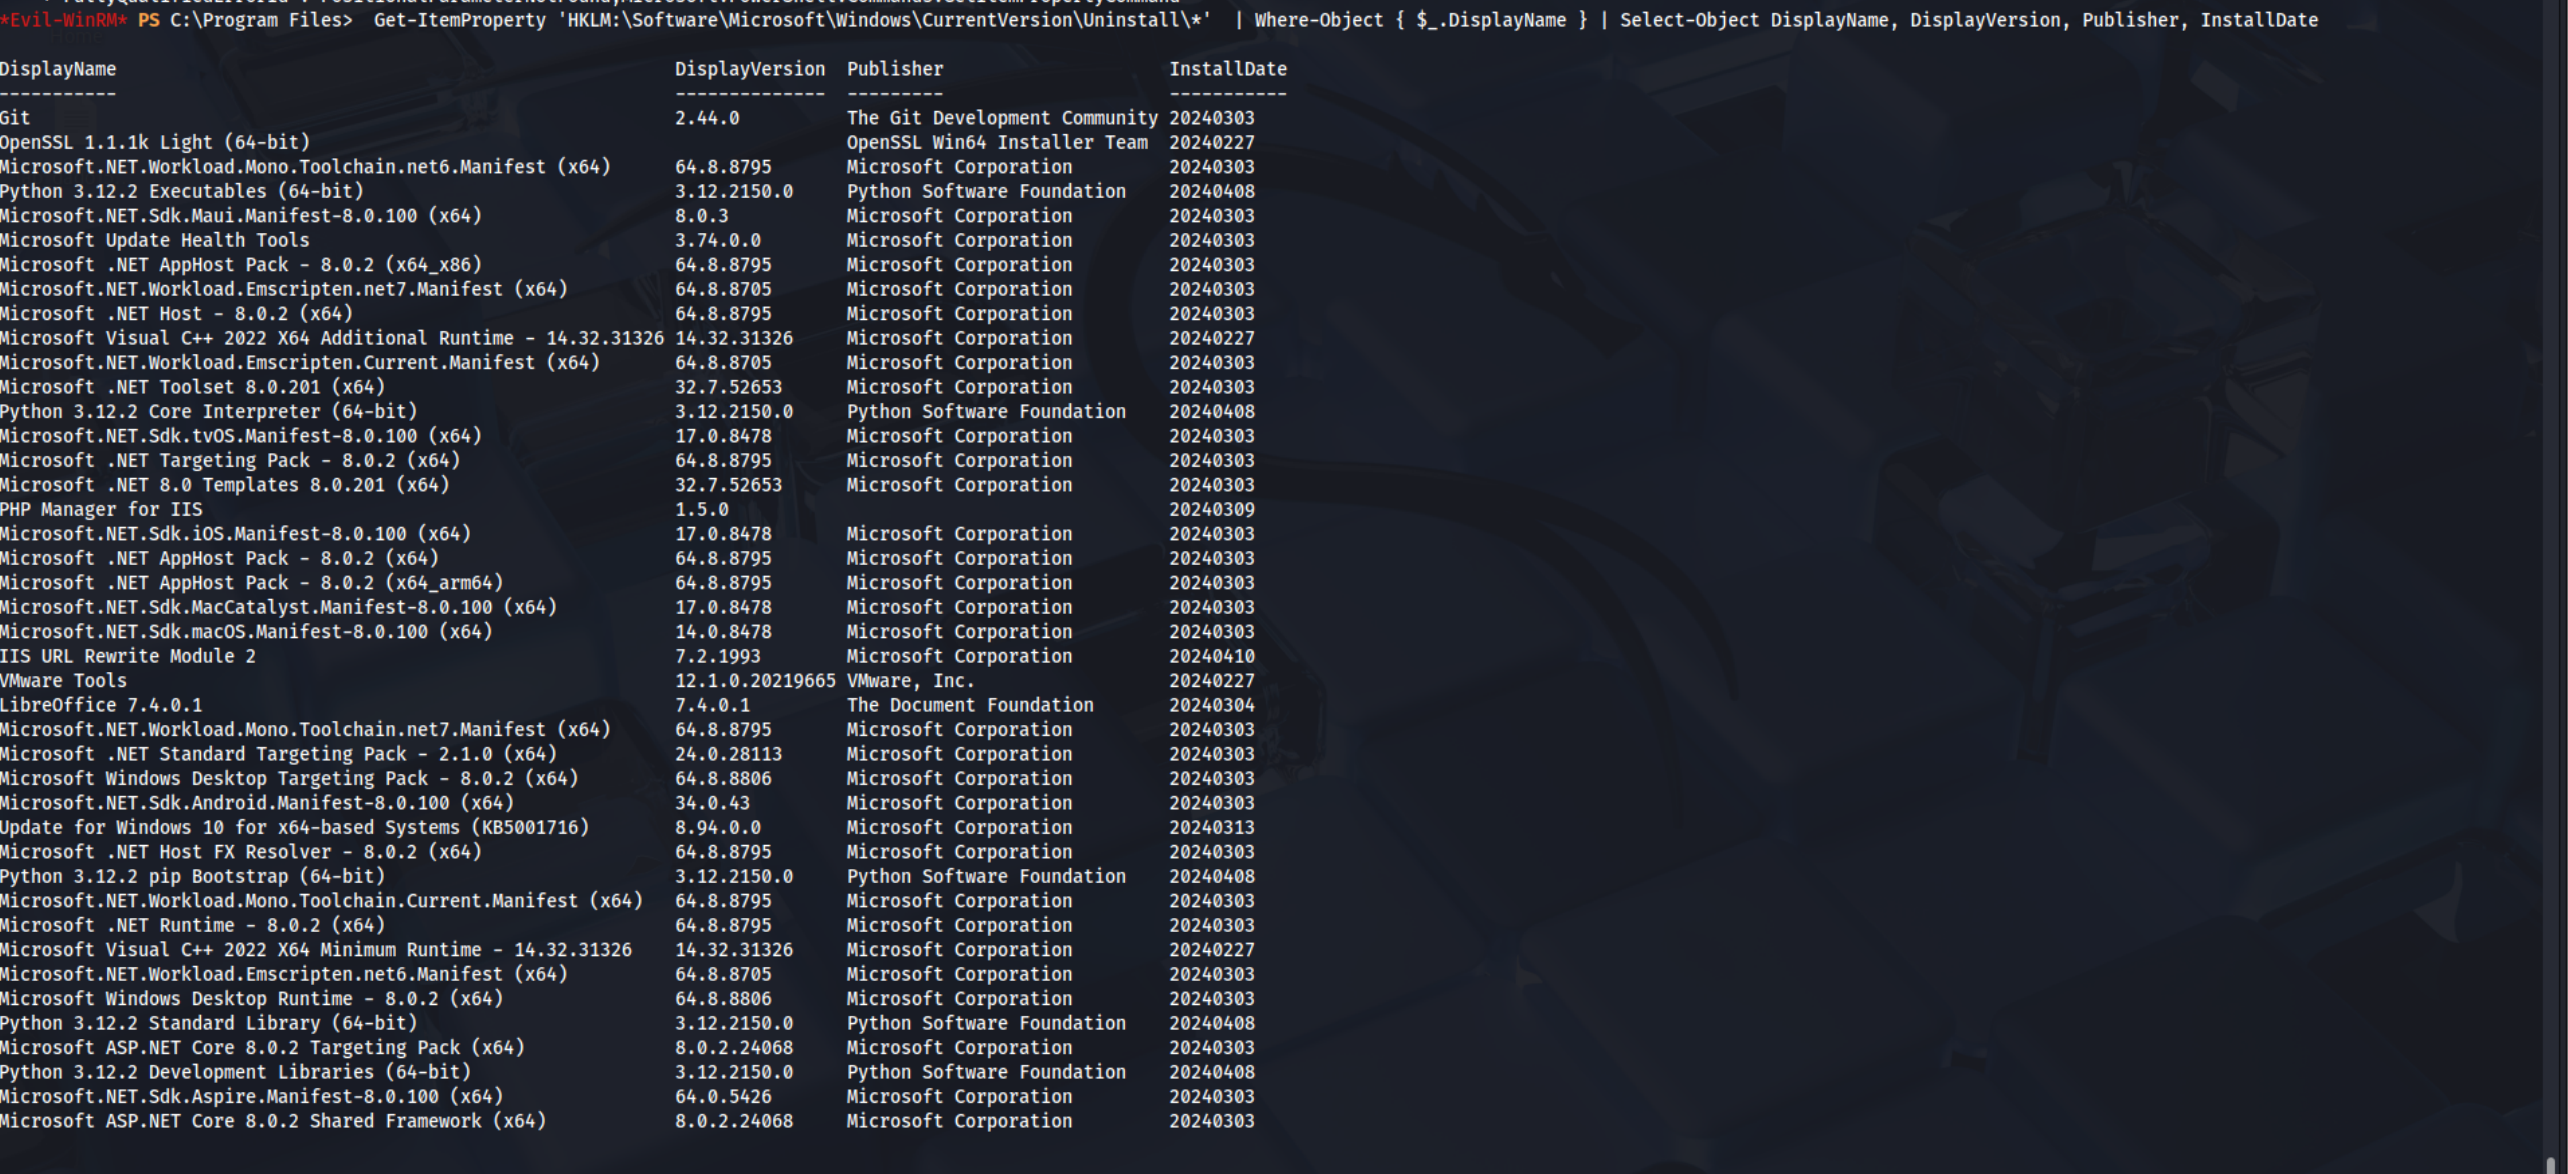 *Evil-WinRM* PS C:\Program Files> Get-ItemProperty 'HKLM:\Software\Microsoft\Windows\CurrentVersion\Uninstall\*' | Where-Object { $_.DisplayName } | Select-Object DisplayName, DisplayVersion, Publisher, InstallDate
DisplayName DisplayVersion Publisher InstallDate
----------- -------------- --------- -----------
Git 2.44.0 The Git Development Community 20240303
OpenSSL 1.1.1k Light (64-bit) OpenSSL Win64 Installer Team 20240227
Microsoft.NET.Workload.Mono.Toolchain.net6.Manifest (x64) 64.8.8795 Microsoft Corporation 20240303
Python 3.12.2 Executables (64-bit) 3.12.2150.0 Python Software Foundation 20240408
Microsoft.NET.Sdk.Maui.Manifest-8.0.100 (x64) 8.0.3 Microsoft Corporation 20240303
Microsoft Update Health Tools 3.74.0.0 Microsoft Corporation 20240303
Microsoft .NET AppHost Pack - 8.0.2 (x64_x86) 64.8.8795 Microsoft Corporation 20240303
Microsoft.NET.Workload.Emscripten.net7.Manifest (x64) 64.8.8705 Microsoft Corporation 20240303
Microsoft .NET Host - 8.0.2 (x64) 64.8.8795 Microsoft Corporation 20240303
Microsoft Visual C++ 2022 X64 Additional Runtime - 14.32.31326 14.32.31326 Microsoft Corporation 20240227
Microsoft.NET.Workload.Emscripten.Current.Manifest (x64) 64.8.8705 Microsoft Corporation 20240303
Microsoft .NET Toolset 8.0.201 (x64) 32.7.52653 Microsoft Corporation 20240303
Python 3.12.2 Core Interpreter (64-bit) 3.12.2150.0 Python Software Foundation 20240408
Microsoft.NET.Sdk.tvOS.Manifest-8.0.100 (x64) 17.0.8478 Microsoft Corporation 20240303
Microsoft .NET Targeting Pack - 8.0.2 (x64) 64.8.8795 Microsoft Corporation 20240303
Microsoft .NET 8.0 Templates 8.0.201 (x64) 32.7.52653 Microsoft Corporation 20240303
PHP Manager for IIS 1.5.0 20240309
Microsoft.NET.Sdk.iOS.Manifest-8.0.100 (x64) 17.0.8478 Microsoft Corporation 20240303
Microsoft .NET AppHost Pack - 8.0.2 (x64) 64.8.8795 Microsoft Corporation 20240303
Microsoft .NET AppHost Pack - 8.0.2 (x64_arm64) 64.8.8795 Microsoft Corporation 20240303
Microsoft.NET.Sdk.MacCatalyst.Manifest-8.0.100 (x64) 17.0.8478 Microsoft Corporation 20240303
Microsoft.NET.Sdk.macOS.Manifest-8.0.100 (x64) 14.0.8478 Microsoft Corporation 20240303
IIS URL Rewrite Module 2 7.2.1993 Microsoft Corporation 20240410
VMware Tools 12.1.0.20219665 VMware, Inc. 20240227
LibreOffice 7.4.0.1 7.4.0.1 The Document Foundation 20240304
Microsoft.NET.Workload.Mono.Toolchain.net7.Manifest (x64) 64.8.8795 Microsoft Corporation 20240303
Microsoft .NET Standard Targeting Pack - 2.1.0 (x64) 24.0.28113 Microsoft Corporation 20240303
Microsoft Windows Desktop Targeting Pack - 8.0.2 (x64) 64.8.8806 Microsoft Corporation 20240303
Microsoft.NET.Sdk.Android.Manifest-8.0.100 (x64) 34.0.43 Microsoft Corporation 20240303
Update for Windows 10 for x64-based Systems (KB5001716) 8.94.0.0 Microsoft Corporation 20240313
Microsoft .NET Host FX Resolver - 8.0.2 (x64) 64.8.8795 Microsoft Corporation 20240303
Python 3.12.2 pip Bootstrap (64-bit) 3.12.2150.0 Python Software Foundation 20240408
Microsoft.NET.Workload.Mono.Toolchain.Current.Manifest (x64) 64.8.8795 Microsoft Corporation 20240303
Microsoft .NET Runtime - 8.0.2 (x64) 64.8.8795 Microsoft Corporation 20240303
Microsoft Visual C++ 2022 X64 Minimum Runtime - 14.32.31326 14.32.31326 Microsoft Corporation 20240227
Microsoft.NET.Workload.Emscripten.net6.Manifest (x64) 64.8.8705 Microsoft Corporation 20240303
Microsoft Windows Desktop Runtime - 8.0.2 (x64) 64.8.8806 Microsoft Corporation 20240303
Python 3.12.2 Standard Library (64-bit) 3.12.2150.0 Python Software Foundation 20240408
Microsoft ASP.NET Core 8.0.2 Targeting Pack (x64) 8.0.2.24068 Microsoft Corporation 20240303
Python 3.12.2 Development Libraries (64-bit) 3.12.2150.0 Python Software Foundation 20240408
Microsoft.NET.Sdk.Aspire.Manifest-8.0.100 (x64) 64.0.5426 Microsoft Corporation 20240303
Microsoft ASP.NET Core 8.0.2 Shared Framework (x64) 8.0.2.24068 Microsoft Corporation 20240303